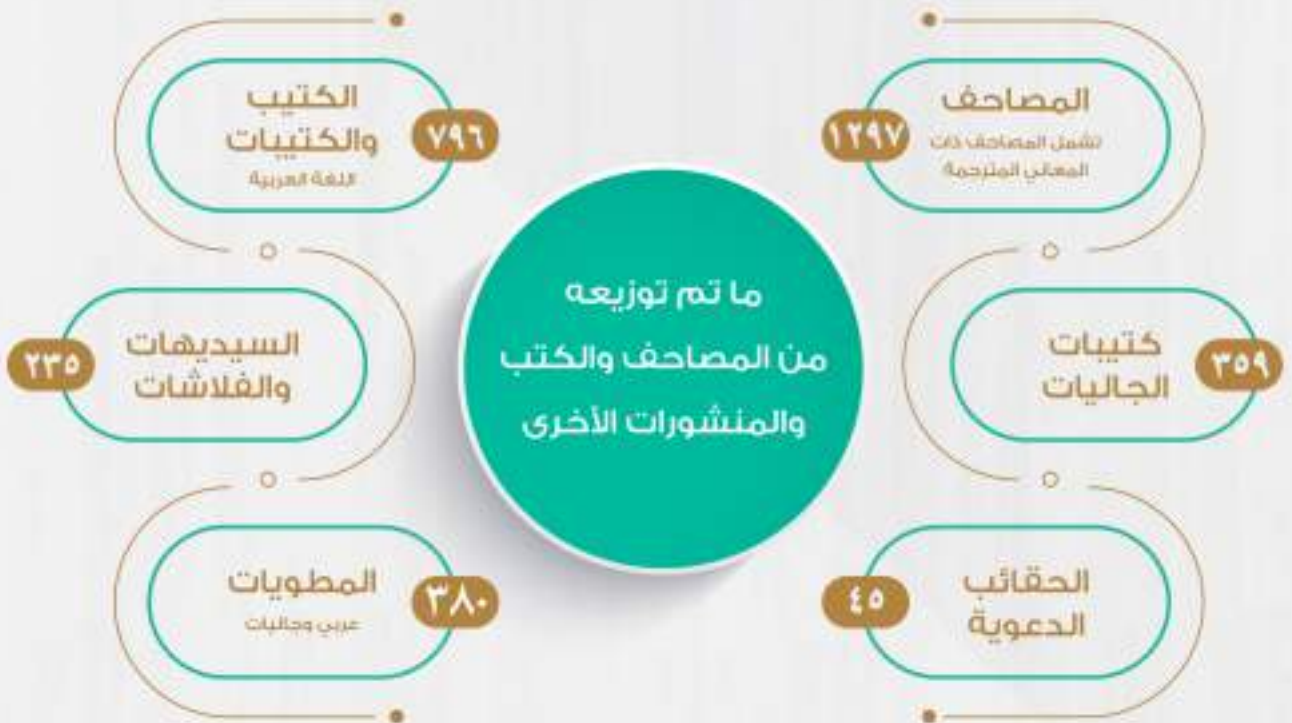 ما تم توزيعه
من المصاحف والكتب
والمنشورات الأخرى
المصاحف
تشمل المصاحف ذات
المعاني المترجمة
١٢٩٧
كتيبات
الجاليات
٣٥٩
الحقائب
الدعوية
٤٥
الكتيب
والكتيبات
اللغة العربية
٧٩٦
السيديهات
والفلاشات
٢٣٥
المطويات
عربي وجاليات
٣٨٠